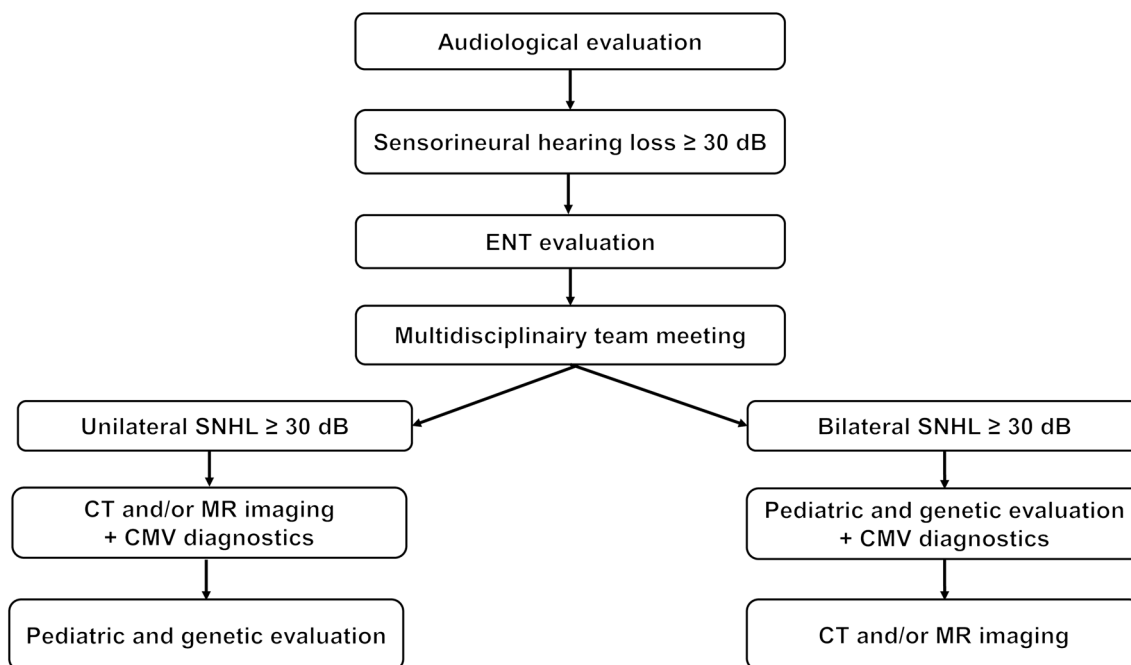 Audiological evaluation
Sensorineural hearing loss ≥ 30 dB
ENT evaluation
Multidisciplinairy team meeting
Unilateral SNHL ≥ 30 dB
Bilateral SNHL ≥ 30 dB
CT and/or MR imaging
+ CMV diagnostics
Pediatric and genetic evaluation
+ CMV diagnostics
Pediatric and genetic evaluation
CT and/or MR imaging